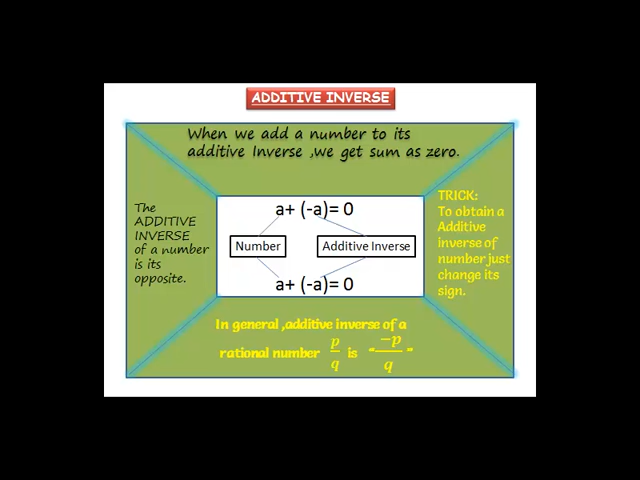 ADDITIVE INVERSE
When we add a number to its
additive Inverse ,we get sum as zero.
The
ADDITIVE
INVERSE
of a number
is its
opposite.
a+ (-a)= 0
Number
Additive Inverse
a+ (-a)= 0
TRICK:
To obtain a
Additive
inverse of
number just
change its
sign.
In general ,additive inverse of a
rational number p/q is “−p/q”